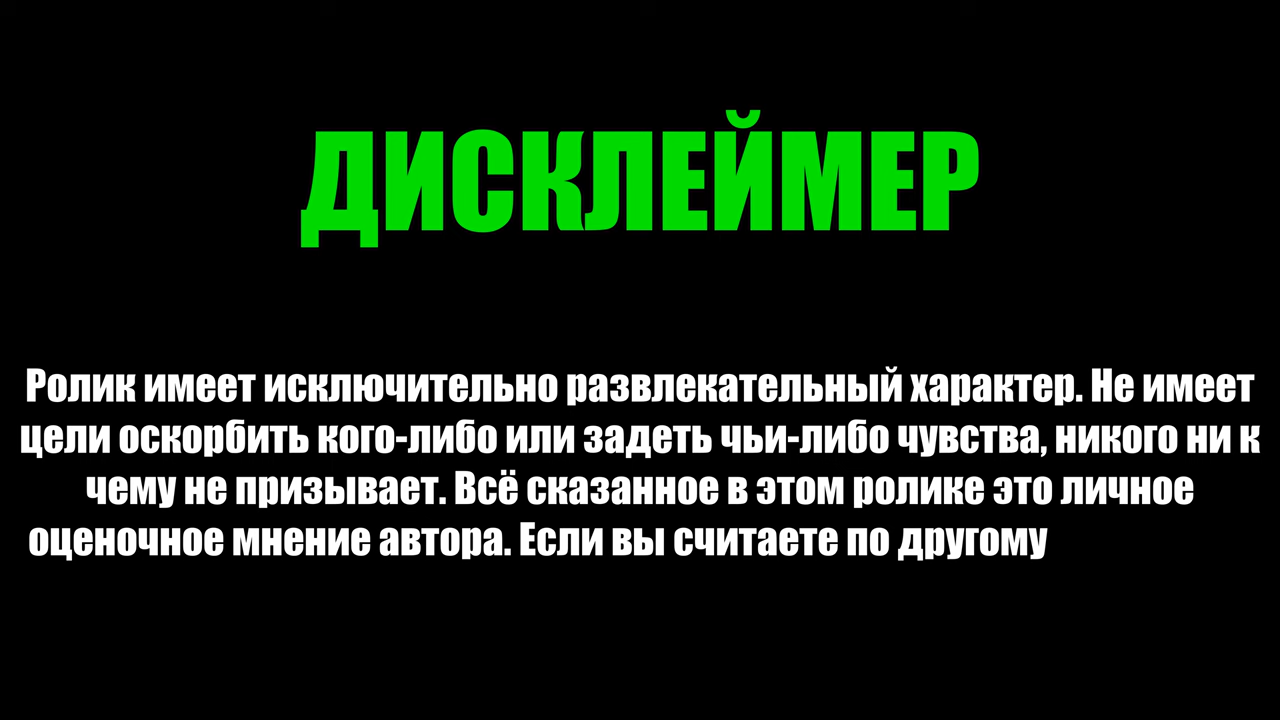 ДИСКЛЕЙМЕР
Ролик имеет исключительно развлекательный характер. Не имеет
цели оскорбить кого-либо или задеть чьи-либо чувства, никого ни к
чему не призывает. Всё сказанное в этом ролике это личное
оценочное мнение автора. Если вы считаете по другому